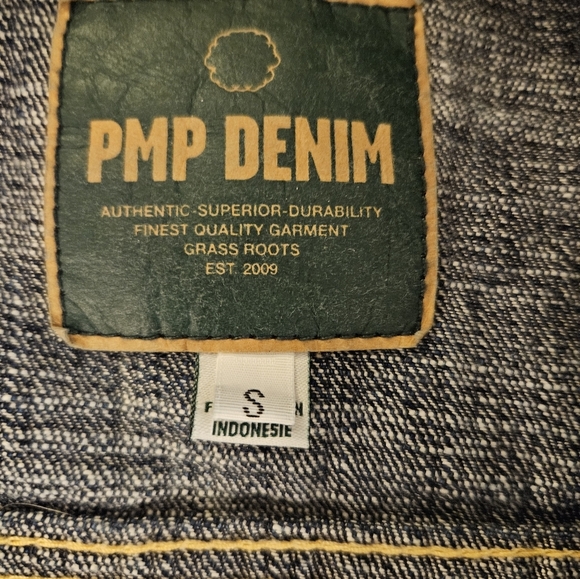 PMP DENIM
AUTHENTIC-SUPERIOR-DURABILITY
FINEST QUALITY GARMENT
GRASS ROOTS
EST. 2009
S
INDONESIE